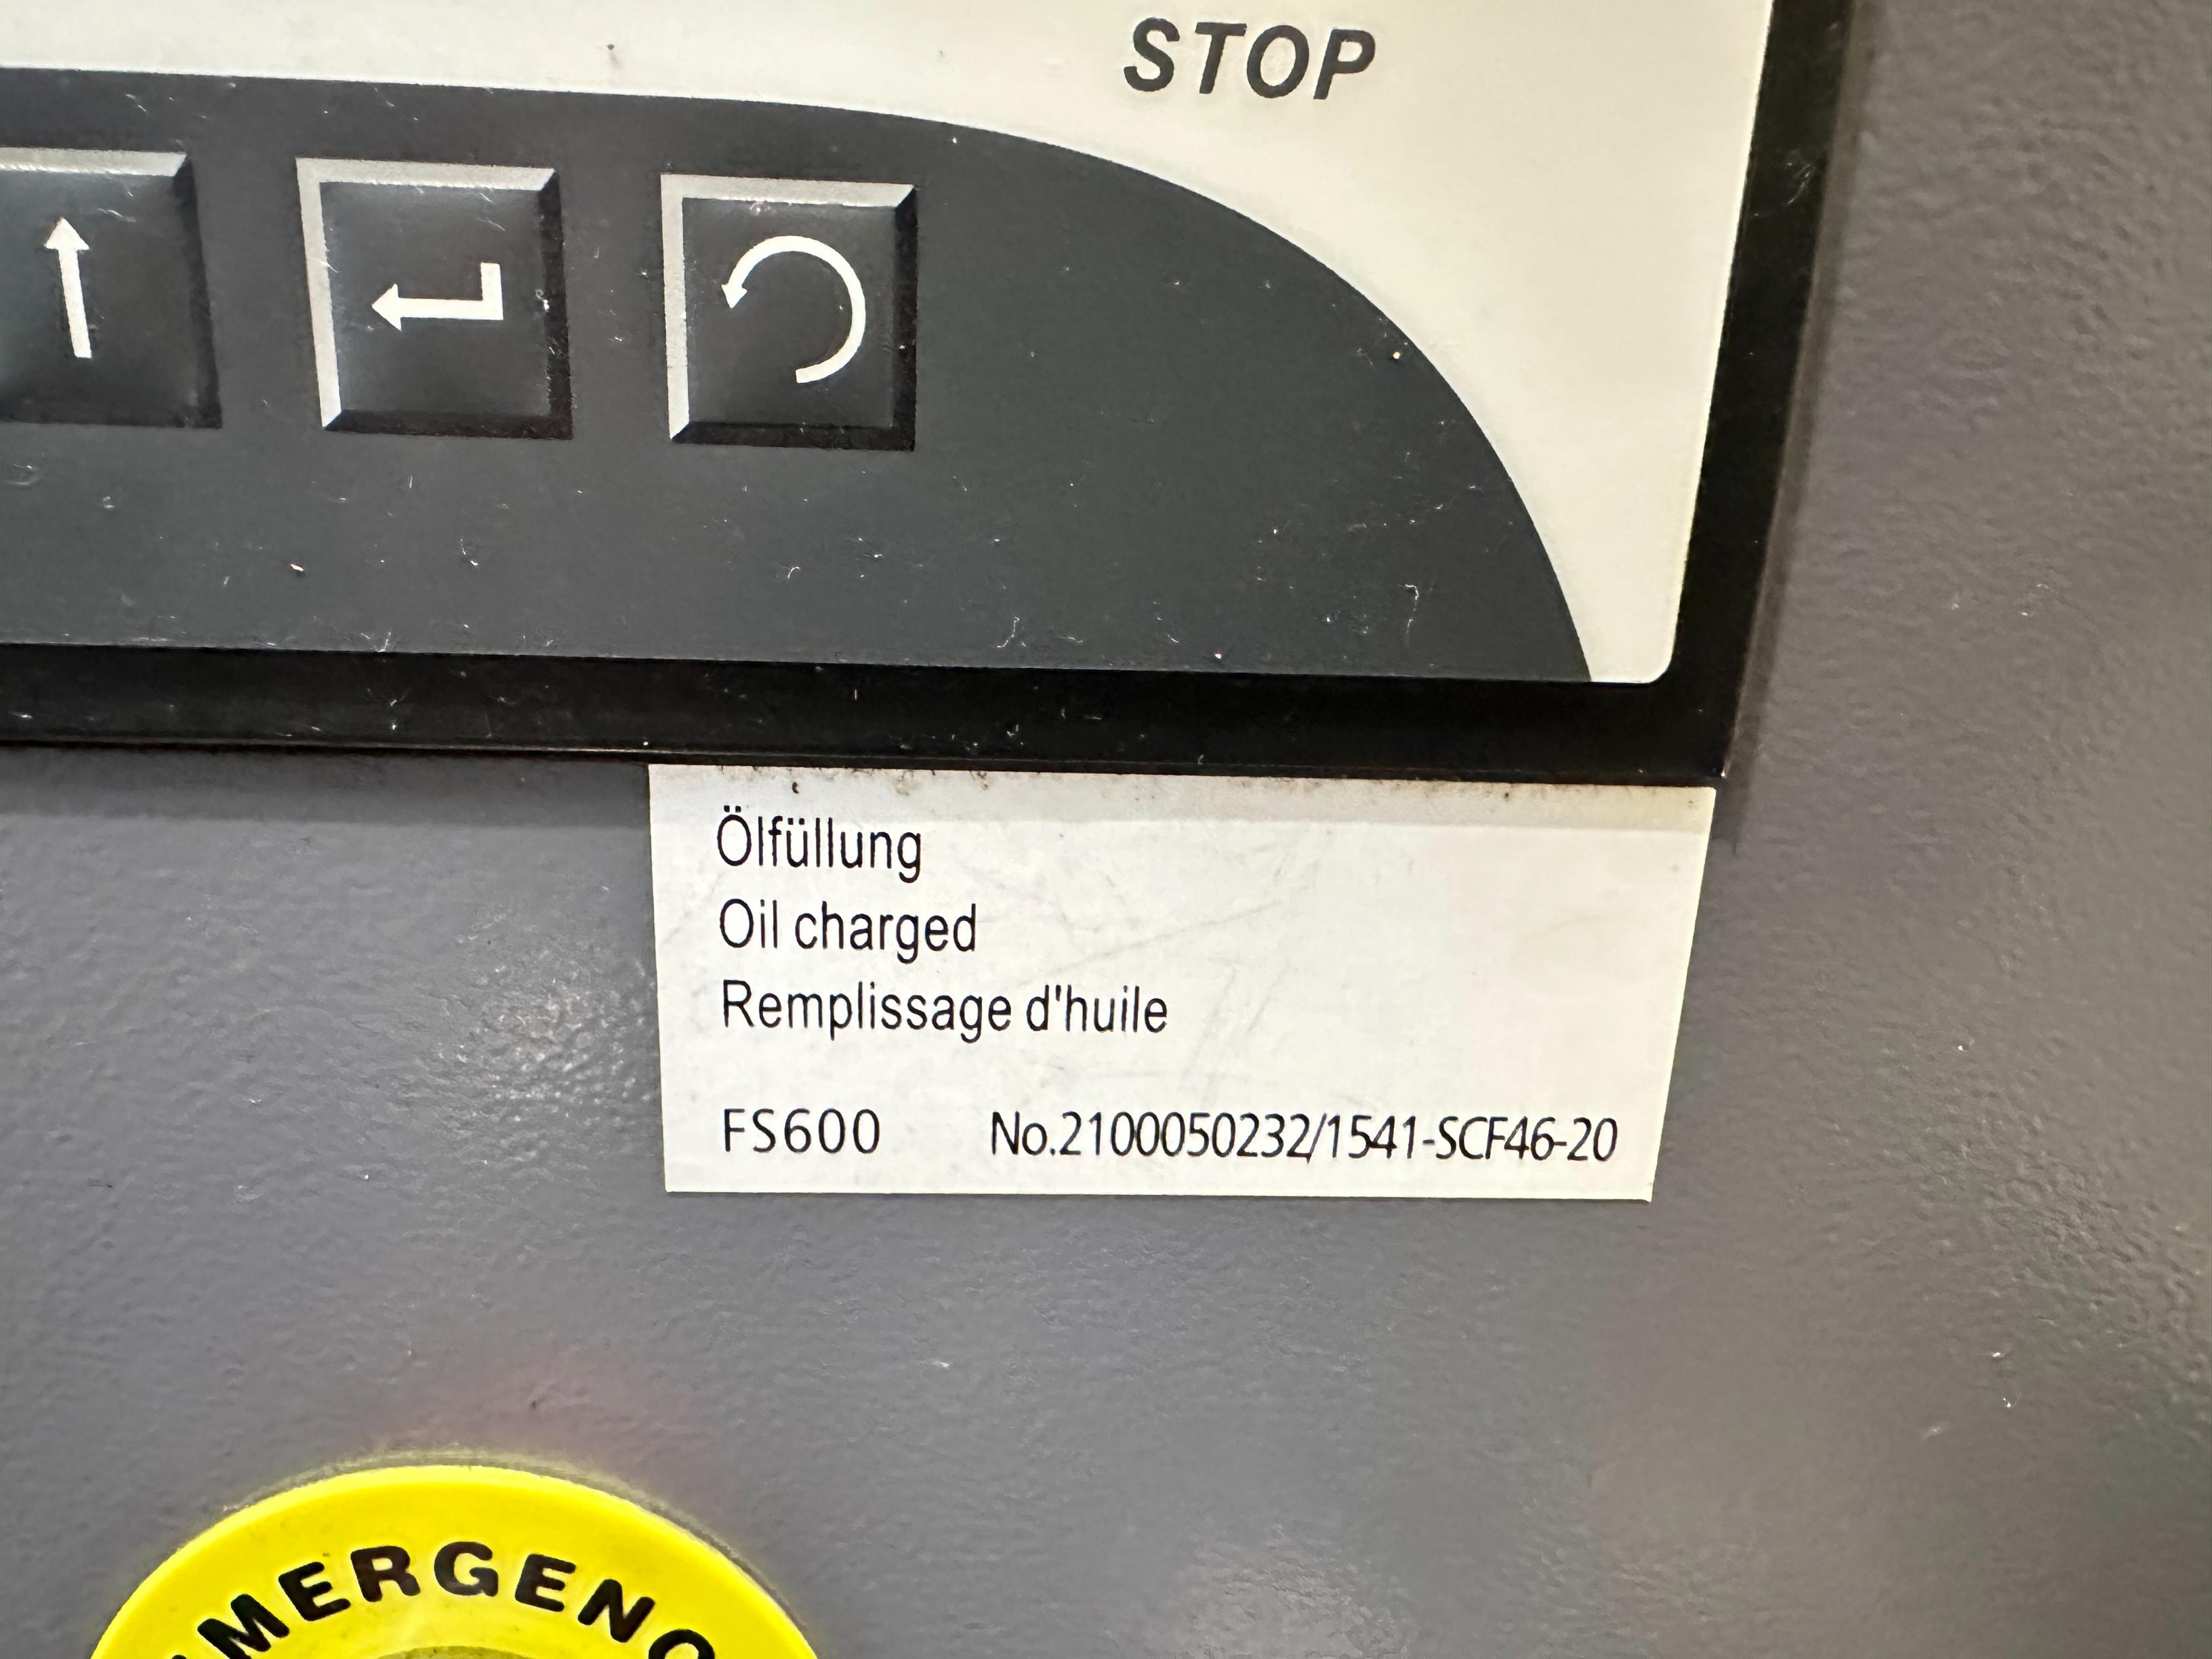 STOP
Ölfüllung
Oil charged
Remplissage d'huile
FS600 No.2100050232/1541-SCF46-20